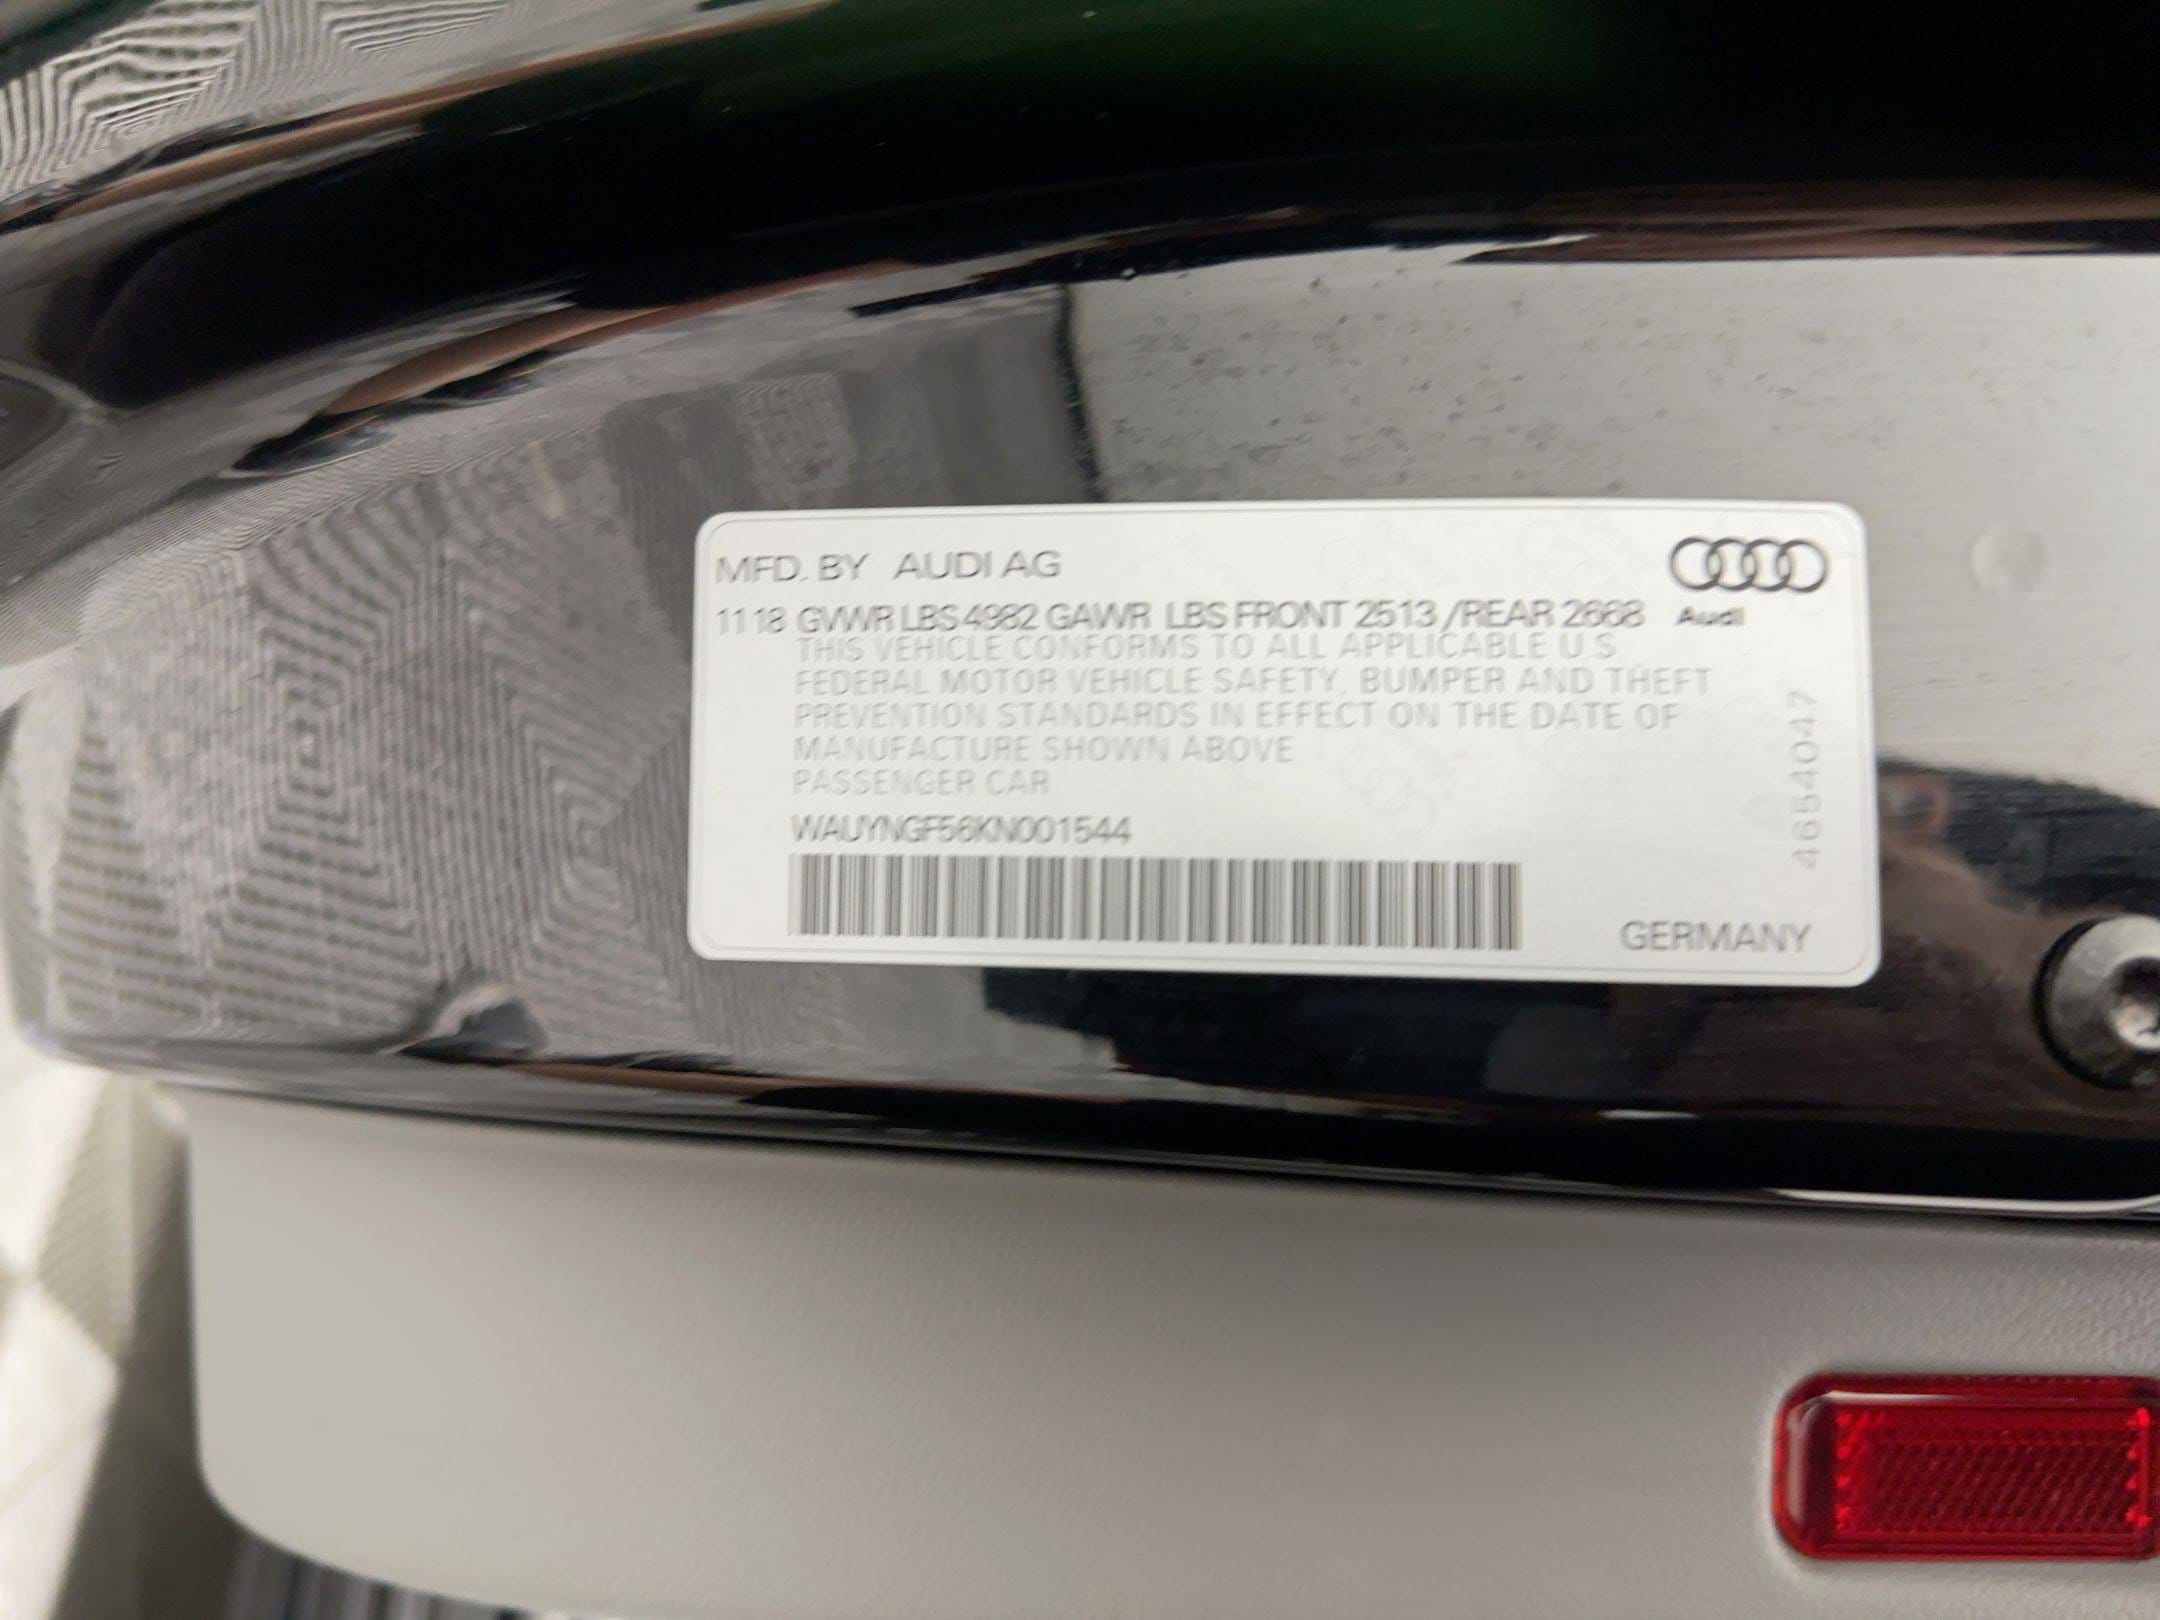 MFD. BY AUDI AG
1118 GVWR LBS 4982 GAWR LBS FRONT 2513 /REAR 2668
Audi
THIS VEHICLE CONFORMS TO ALL APPLICABLE U.S
FEDERAL MOTOR VEHICLE SAFETY, BUMPER AND THEFT
PREVENTION STANDARDS IN EFFECT ON THE DATE OF
MANUFACTURE SHOWN ABOVE
PASSENGER CAR
WAUYNGF56KN001544
4654047
GERMANY